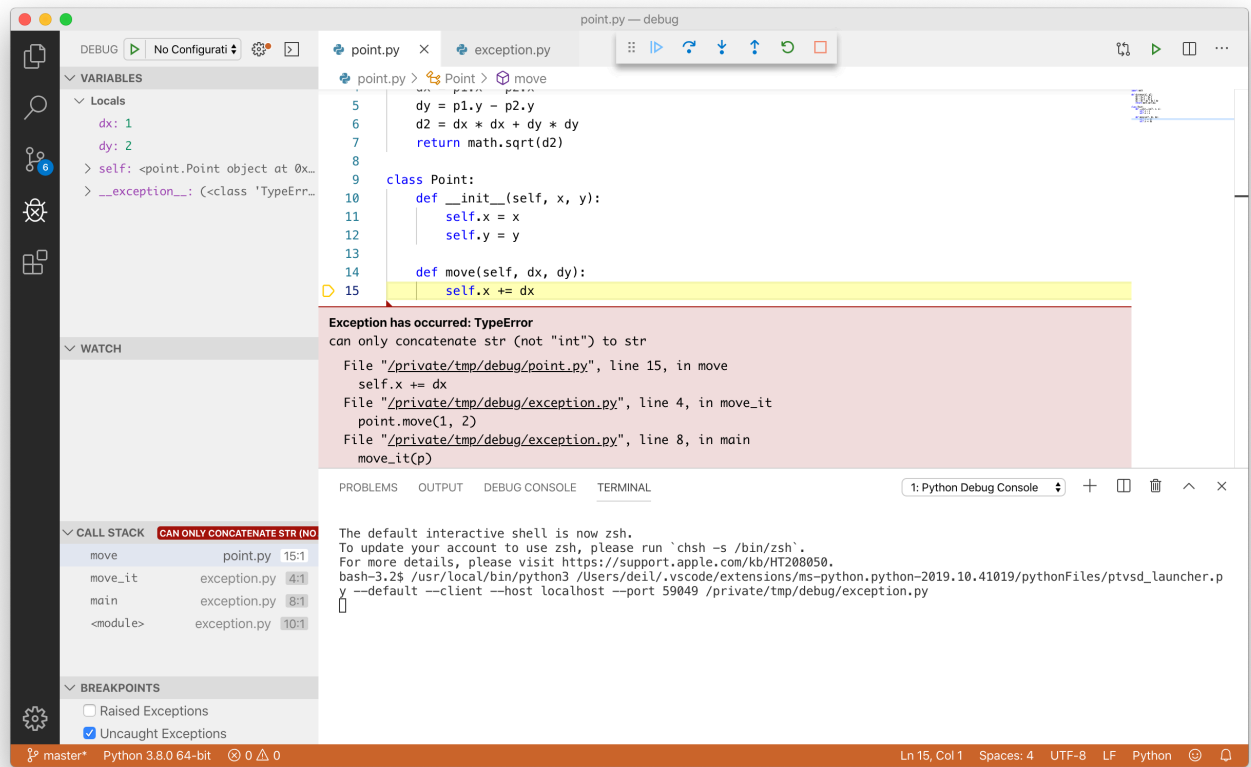 point.py — debug
DEBUG No Configurati
point.py
exception.py
point.py > Point > move
VARIABLES
Locals
dx: 1
dy: 2
self: <point.Point object at 0x…
__exception__: (<class 'TypeErr…
WATCH
CALL STACK CAN ONLY CONCATENATE STR (NO
move point.py 15:1
move_it exception.py 4:1
main exception.py 8:1
<module> exception.py 10:1
BREAKPOINTS
Raised Exceptions
Uncaught Exceptions
6
5 dy = p1.y - p2.y
6 d2 = dx * dx + dy * dy
7 return math.sqrt(d2)
8
9 class Point:
10 def __init__(self, x, y):
11 self.x = x
12 self.y = y
13
14 def move(self, dx, dy):
15 self.x += dx
Exception has occurred: TypeError
can only concatenate str (not "int") to str
File "/private/tmp/debug/point.py", line 15, in move
self.x += dx
File "/private/tmp/debug/exception.py", line 4, in move_it
point.move(1, 2)
File "/private/tmp/debug/exception.py", line 8, in main
move_it(p)
PROBLEMS OUTPUT DEBUG CONSOLE TERMINAL 1: Python Debug Console
The default interactive shell is now zsh.
To update your account to use zsh, please run `chsh -s /bin/zsh`.
For more details, please visit https://support.apple.com/kb/HT208050.
bash-3.2$ /usr/local/bin/python3 /Users/deil/.vscode/extensions/ms-python.python-2019.10.41019/pythonFiles/ptvsd_launcher.p
y --default --client --host localhost --port 59049 /private/tmp/debug/exception.py
master* Python 3.8.0 64-bit 0 0 Ln 15, Col 1 Spaces: 4 UTF-8 LF Python